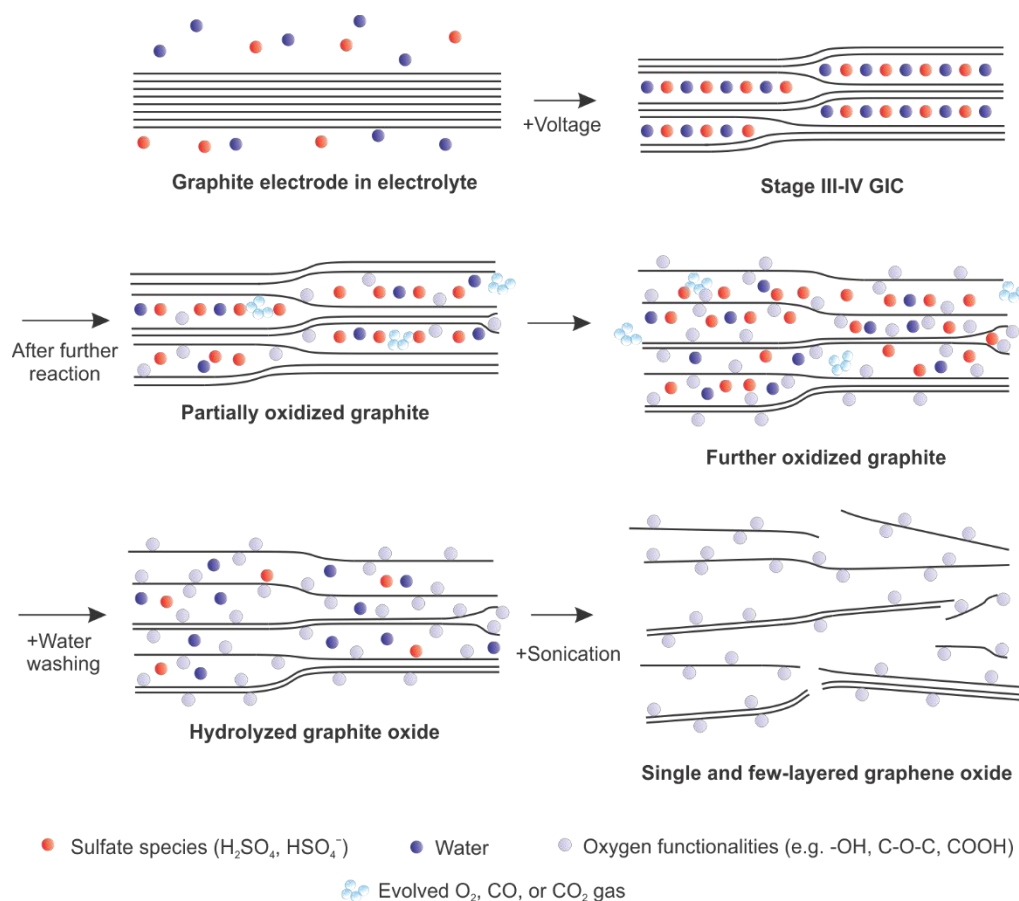 Graphite electrode in electrolyte
+Voltage
Stage III-IV GIC
After further
reaction
Partially oxidized graphite
Further oxidized graphite
+Water
washing
Hydrolyzed graphite oxide
+Sonication
Single and few-layered graphene oxide
Sulfate species (H₂SO₄, HSO₄⁻)
Water
Oxygen functionalities (e.g. -OH, C-O-C, COOH)
Evolved O₂, CO, or CO₂ gas